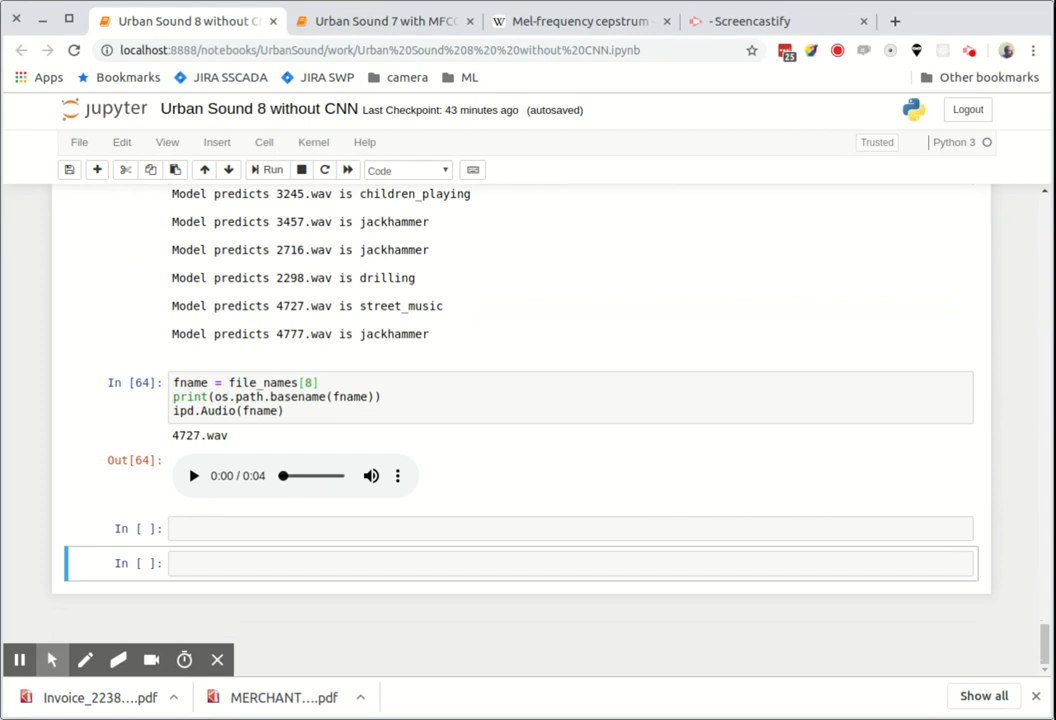 Urban Sound 8 without C
Urban Sound 7 with MFCC
W Mel-frequency cepstrum -
- Screencastify
localhost:8888/notebooks/UrbanSound/work/Urban%20Sound%208%20%20without%20CNN.ipynb
25
Apps Bookmarks JIRA SSCADA JIRA SWP camera ML Other bookmarks
jupyter Urban Sound 8 without CNN Last Checkpoint: 43 minutes ago (autosaved) Logout
File Edit View Insert Cell Kernel Help Trusted Python 3
Run Code
Model predicts 3245.wav is children_playing
Model predicts 3457.wav is jackhammer
Model predicts 2716.wav is jackhammer
Model predicts 2298.wav is drilling
Model predicts 4727.wav is street_music
Model predicts 4777.wav is jackhammer
In [64]: fname = file_names[8]
print(os.path.basename(fname))
ipd.Audio(fname)
4727.wav
Out[64]:
0:00 / 0:04
In [ ]:
In [ ]:
Invoice_2238....pdf MERCHANT....pdf Show all